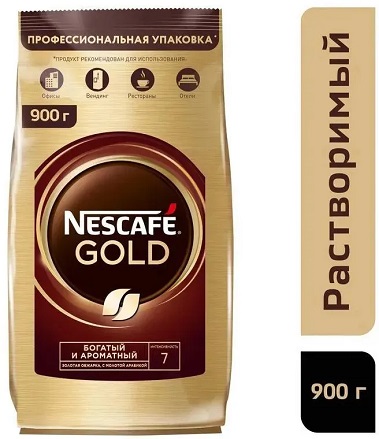 ПРОФЕССИОНАЛЬНАЯ УПАКОВКА*
*ПРОДУКТ РЕКОМЕНДОВАН ДЛЯ ИСПОЛЬЗОВАНИЯ:
Офисы Вендинг Рестораны Отели
900 г
NESCAFÉ®
GOLD
БОГАТЫЙ
И АРОМАТНЫЙ
ИНТЕНСИВНОСТЬ
7
ЗОЛОТАЯ ОБЖАРКА, С МОЛОТОЙ АРАБИКОЙ
Растворимый
900 г